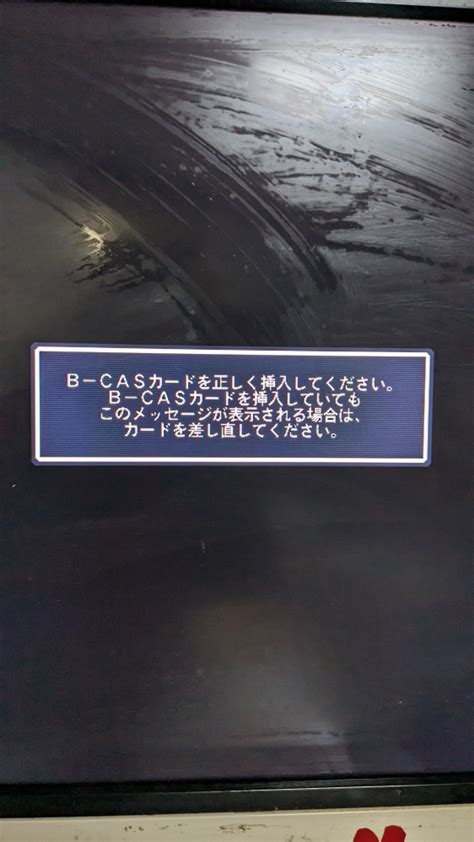 B－CASカードを正しく挿入してください。
B－CASカードを挿入していても
このメッセージが表示される場合は、
カードを差し直してください。